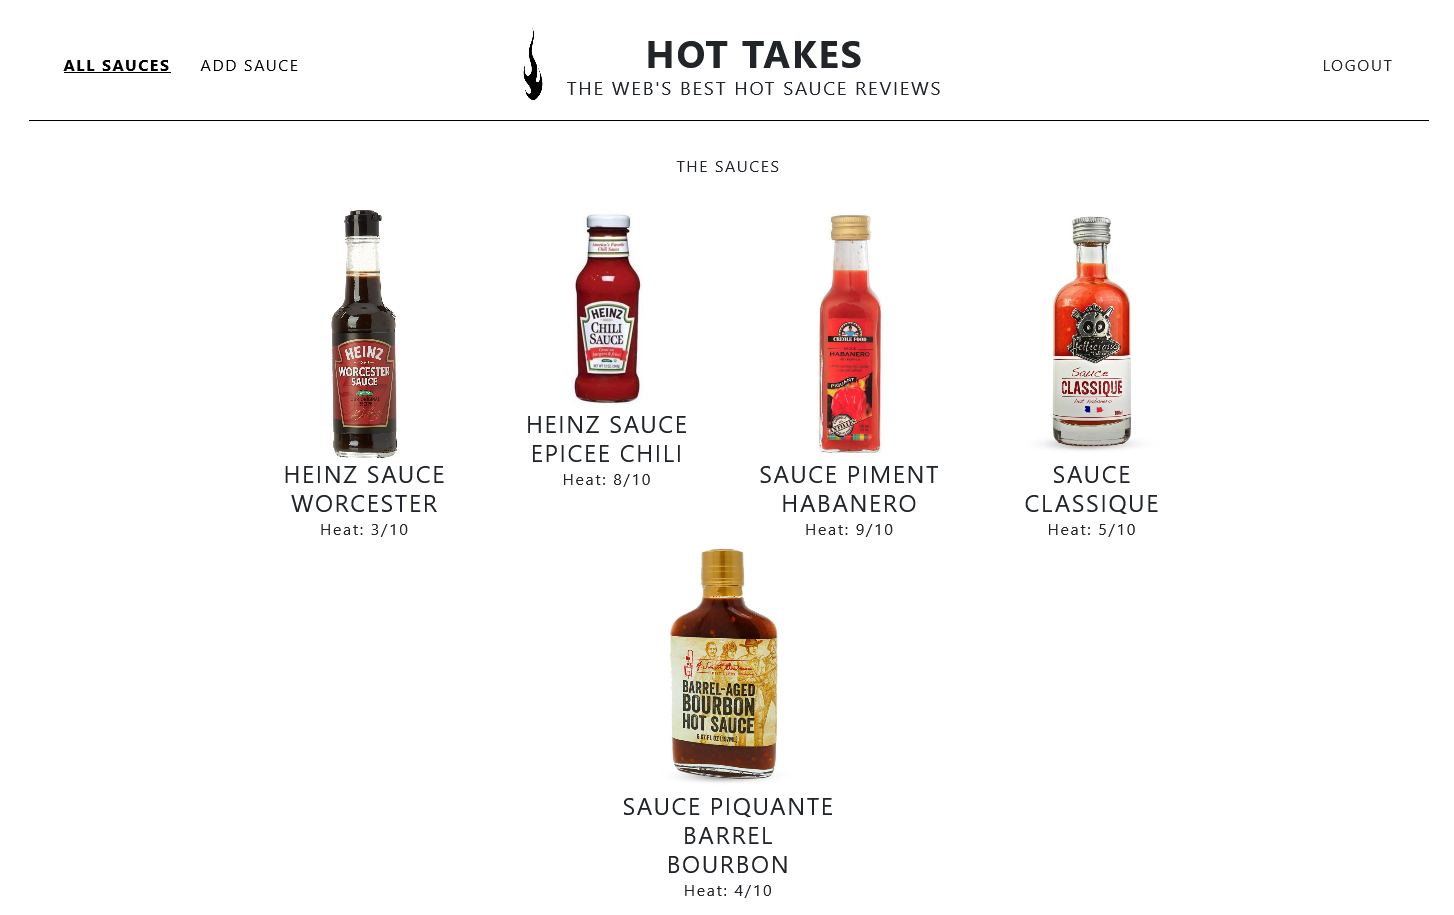 ALL SAUCES
ADD SAUCE
HOT TAKES
THE WEB'S BEST HOT SAUCE REVIEWS
LOGOUT
THE SAUCES
HEINZ
WORCESTER
SAUCE
HEINZ SAUCE
WORCESTER
Heat: 3/10
HEINZ
CHILI
SAUCE
HEINZ SAUCE
EPICEE CHILI
Heat: 8/10
CREOLE FOOD
HABANERO
PIQUANT
SAUCE PIMENT
HABANERO
Heat: 9/10
Sauce
CLASSIQUE
hot habanero
SAUCE
CLASSIQUE
Heat: 5/10
BARREL-AGED
BOURBON
HOT SAUCE
SAUCE PIQUANTE
BARREL
BOURBON
Heat: 4/10